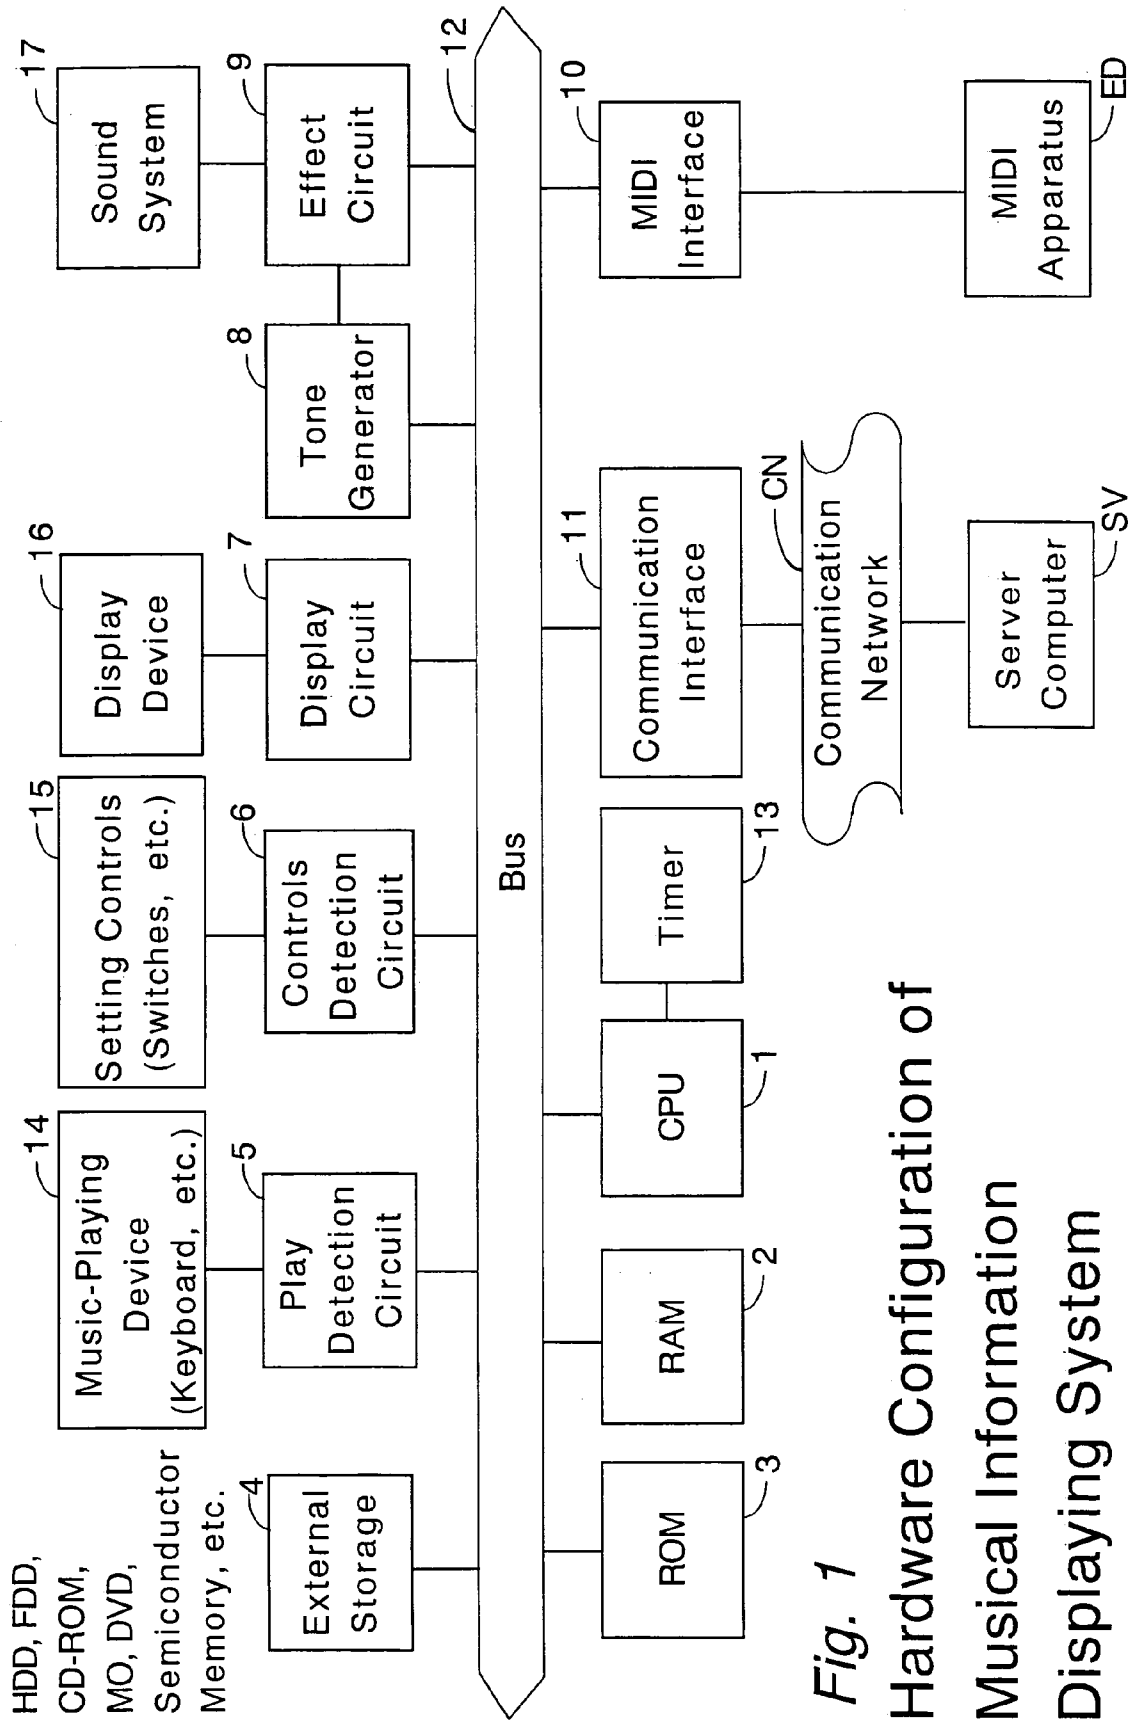 HDD, FDD,
CD-ROM,
MO, DVD,
Semiconductor
Memory, etc.
4
External
Storage
14
Music-Playing
Device
(Keyboard, etc.)
5
Play
Detection
Circuit
15
Setting Controls
(Switches, etc.)
6
Controls
Detection
Circuit
16
Display
Device
7
Display
Circuit
8
Tone
Generator
17
Sound
System
9
Effect
Circuit
12
Bus
ROM
3
RAM
2
CPU
1
Timer
13
11
Communication
Interface
CN
Communication
Network
Server
Computer
SV
10
MIDI
Interface
MIDI
Apparatus
ED
Fig. 1
Hardware Configuration of
Musical Information
Displaying System